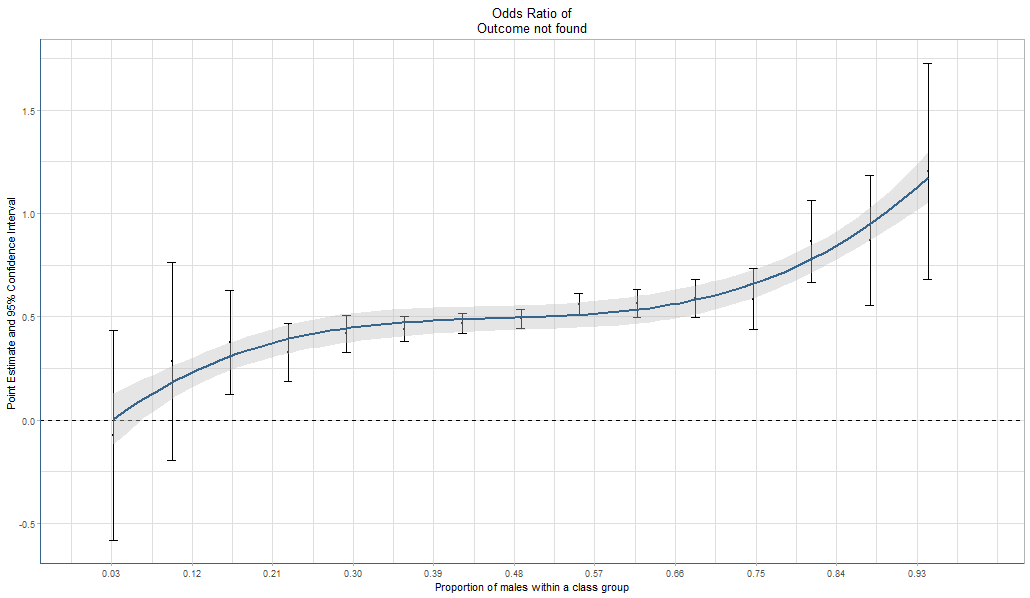 Odds Ratio of
Outcome not found
Point Estimate and 95% Confidence Interval
1.5
1.0
0.5
0.0
-0.5
0.03 0.12 0.21 0.30 0.39 0.48 0.57 0.66 0.75 0.84 0.93
Proportion of males within a class group